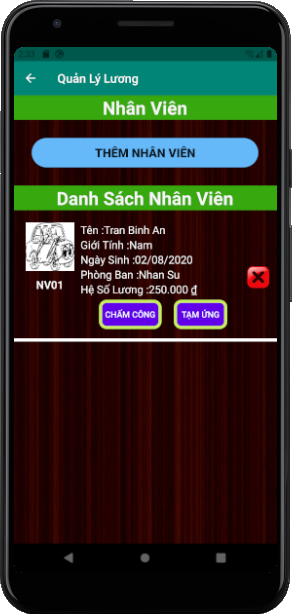 2:33
Quản Lý Lương
Nhân Viên
THÊM NHÂN VIÊN
Danh Sách Nhân Viên
Tên :Tran Binh An
Giới Tính :Nam
Ngày Sinh :02/08/2020
Phòng Ban :Nhan Su
NV01
Hệ Số Lương :250.000 ₫
CHẤM CÔNG
TẠM ỨNG